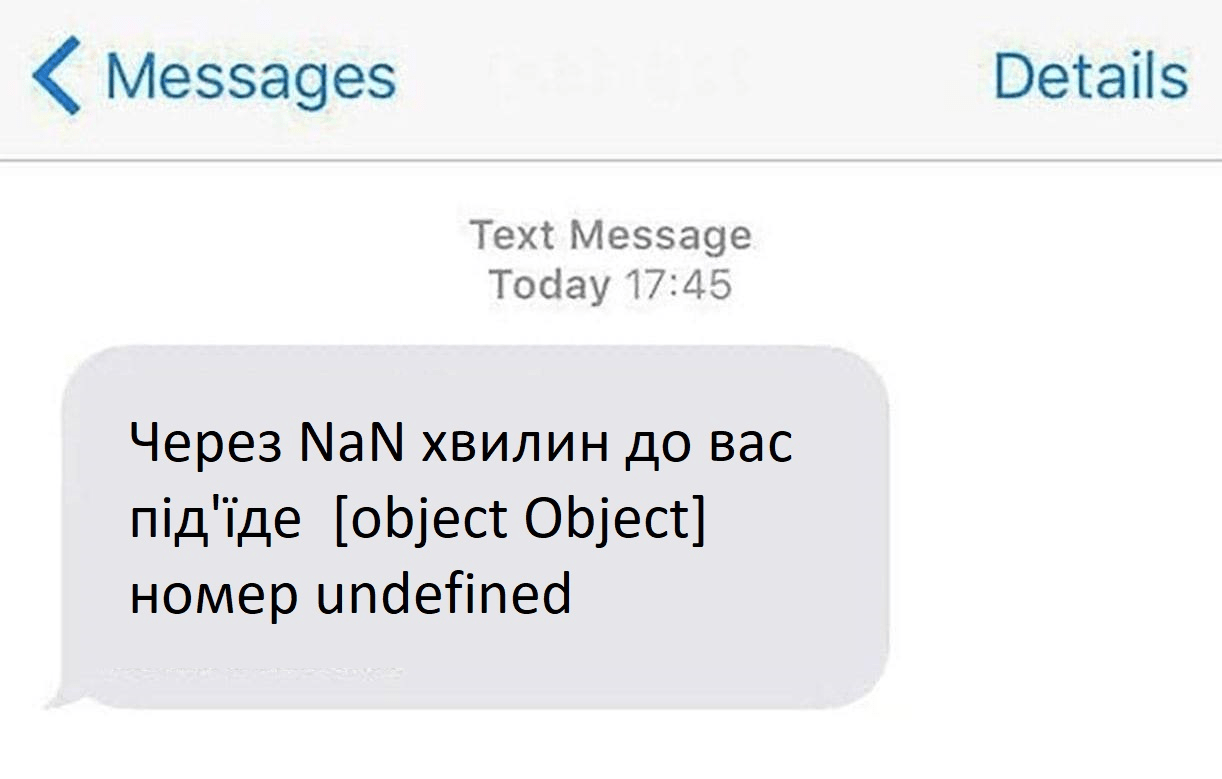 Messages
Details
Text Message
Today 17:45
Через NaN хвилин до вас
під'їде [object Object]
номер undefined